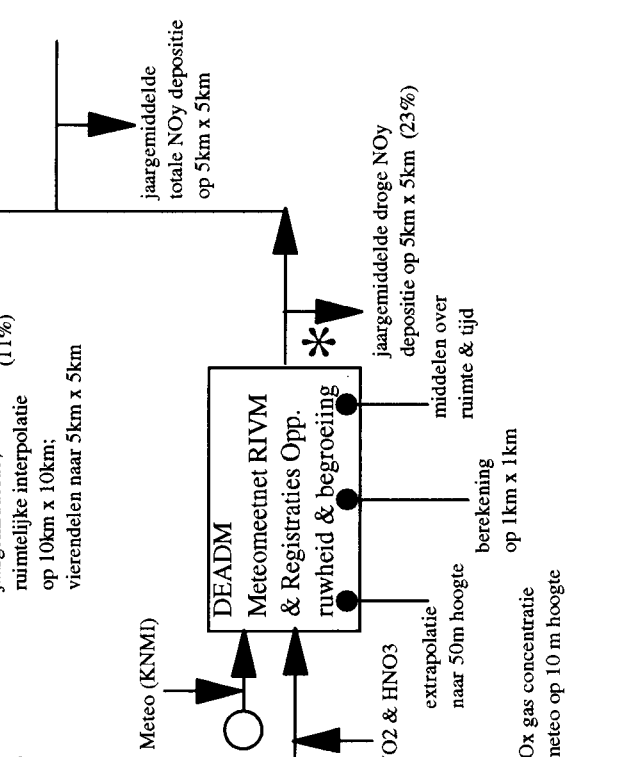 jaargemiddelde
totale NOy depositie
op 5km x 5km
(11%)
ruimtelijke interpolatie
op 10km x 10km;
vierendelen naar 5km x 5km
jaargemiddelde droge NOy
depositie op 5km x 5km (23%)
*
middelen over
ruimte & tijd
DEADM
Meteomeetnet RIVM
& Registraties Opp.
ruwheid & begroeiing
berekening
op 1km x 1km
extrapolatie
naar 50m hoogte
Meteo (KNMI)
O2 & HNO3
Ox gas concentratie
meteo op 10 m hoogte